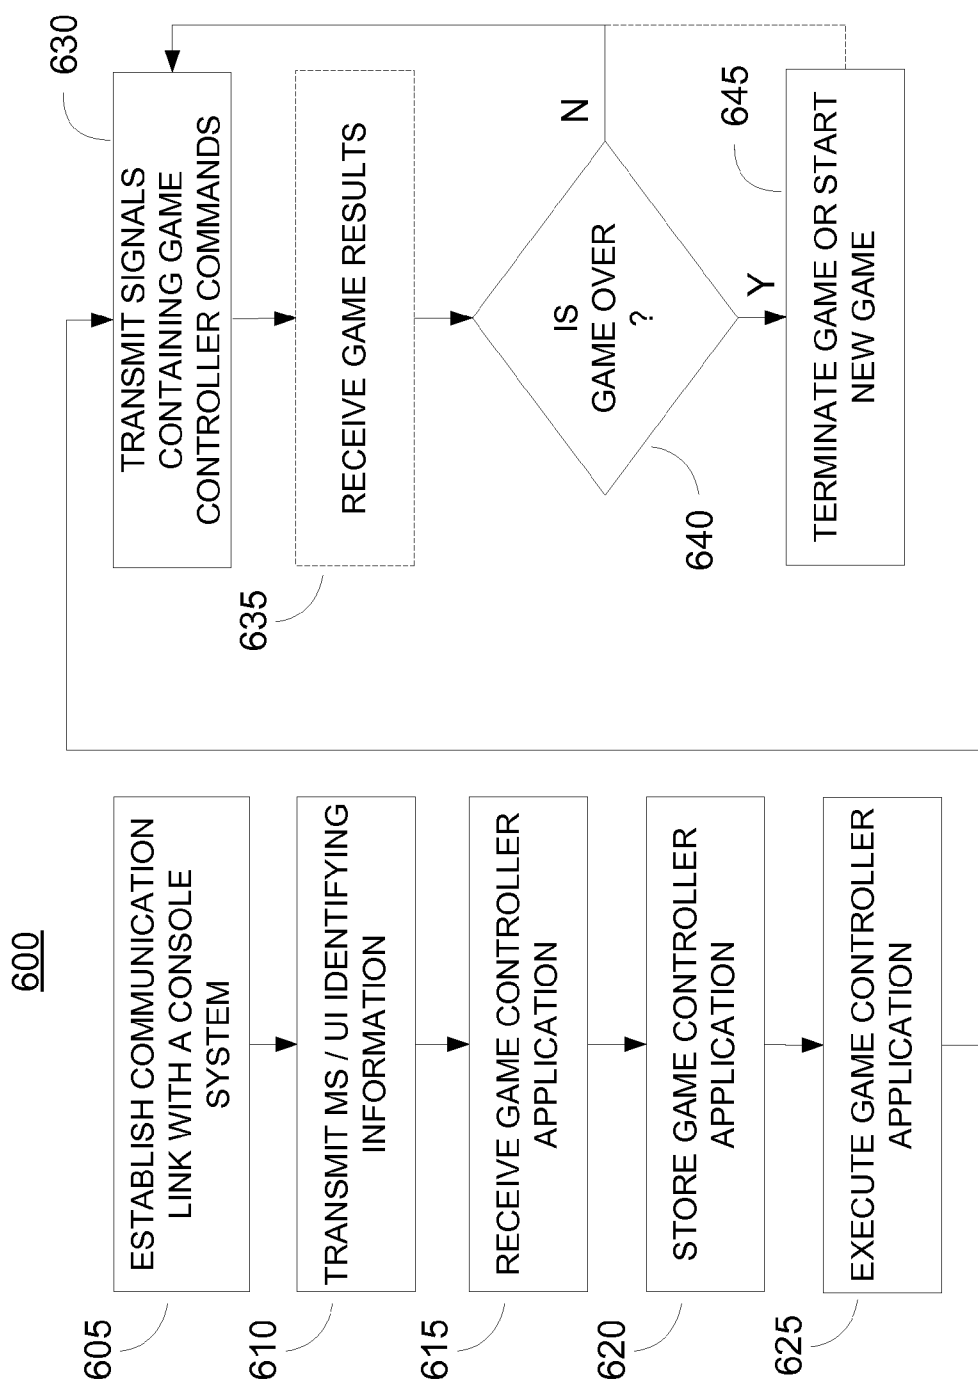 600
605
ESTABLISH COMMUNICATION
LINK WITH A CONSOLE
SYSTEM
610
TRANSMIT MS / UI IDENTIFYING
INFORMATION
615
RECEIVE GAME CONTROLLER
APPLICATION
620
STORE GAME CONTROLLER
APPLICATION
625
EXECUTE GAME CONTROLLER
APPLICATION
630
TRANSMIT SIGNALS
CONTAINING GAME
CONTROLLER COMMANDS
635
RECEIVE GAME RESULTS
IS
GAME OVER
?
N
Y
640
645
TERMINATE GAME OR START
NEW GAME